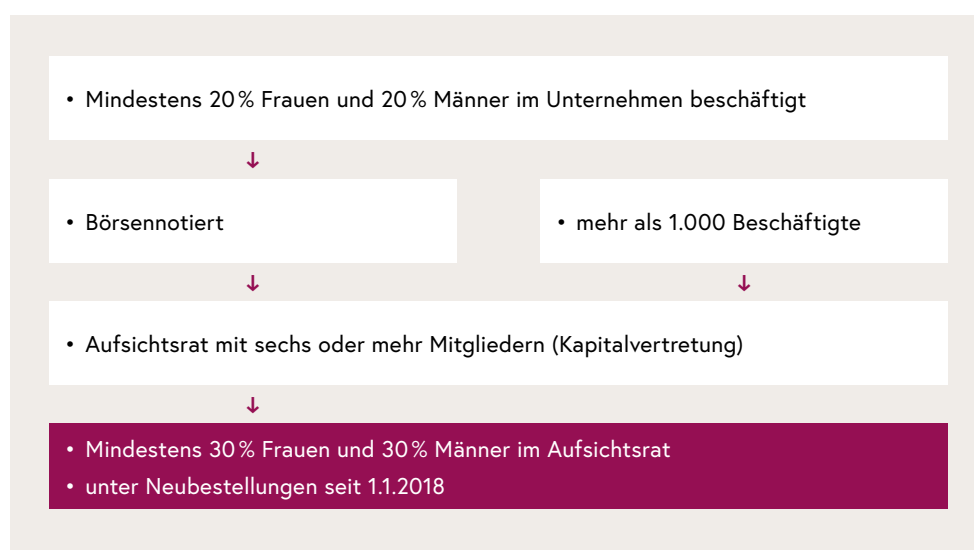 • Mindestens 20 % Frauen und 20 % Männer im Unternehmen beschäftigt
↓
• Börsennotiert
• mehr als 1.000 Beschäftigte
↓ ↓
• Aufsichtsrat mit sechs oder mehr Mitgliedern (Kapitalvertretung)
↓
• Mindestens 30 % Frauen und 30 % Männer im Aufsichtsrat
• unter Neubestellungen seit 1.1.2018